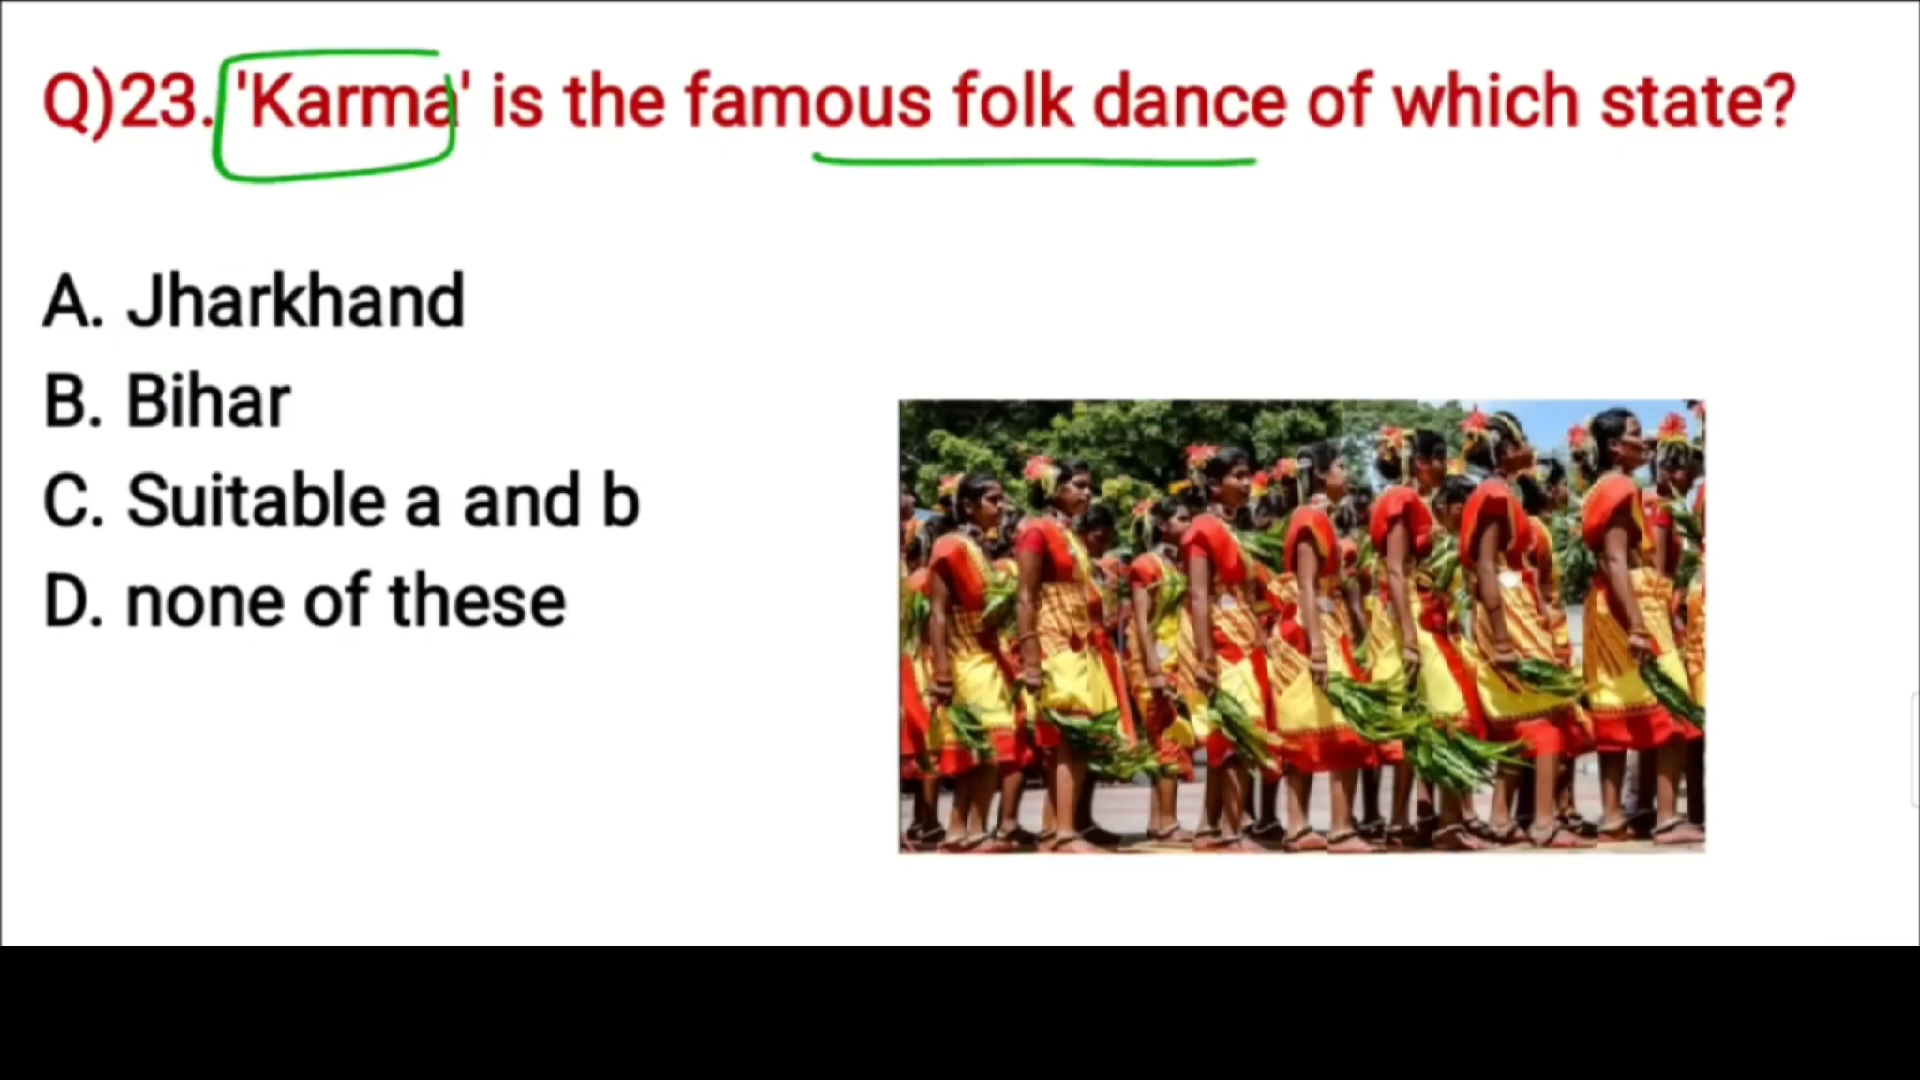 Q)23. 'Karma' is the famous folk dance of which state?
A. Jharkhand
B. Bihar
C. Suitable a and b
D. none of these